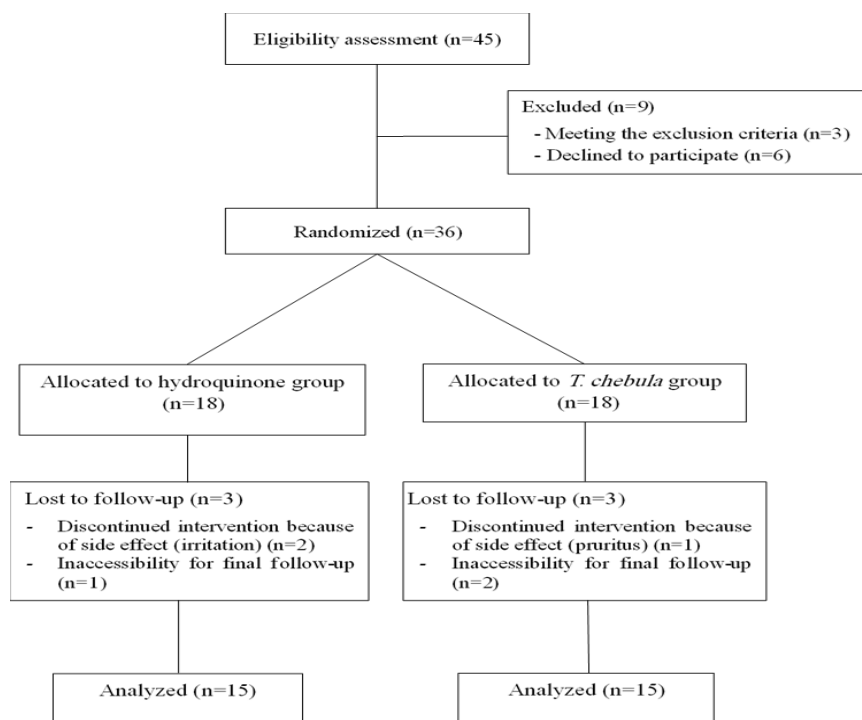 Eligibility assessment (n=45)
Excluded (n=9)
- Meeting the exclusion criteria (n=3)
- Declined to participate (n=6)
Randomized (n=36)
Allocated to hydroquinone group
(n=18)
Allocated to T. chebula group
(n=18)
Lost to follow-up (n=3)
- Discontinued intervention because
of side effect (irritation) (n=2)
- Inaccessibility for final follow-up
(n=1)
Lost to follow-up (n=3)
- Discontinued intervention because
of side effect (pruritus) (n=1)
- Inaccessibility for final follow-up
(n=2)
Analyzed (n=15)
Analyzed (n=15)